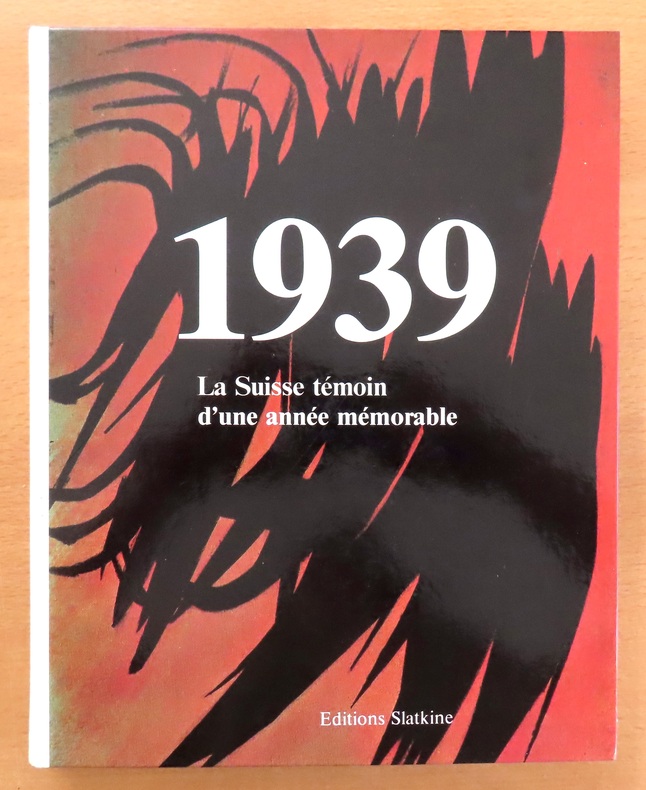 1939
La Suisse témoin
d'une année mémorable
Editions Slatkine